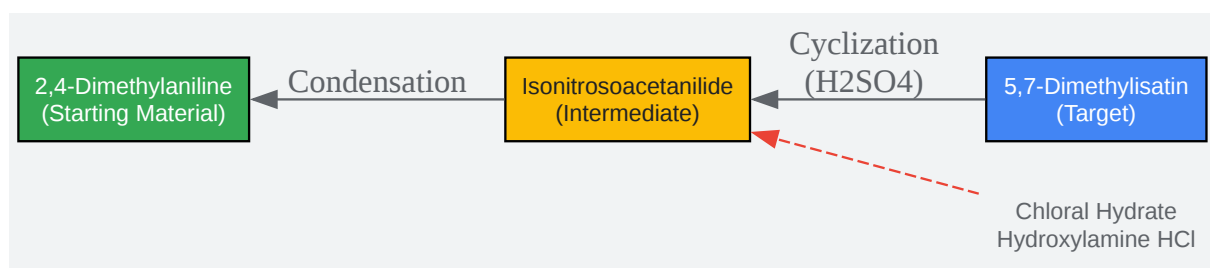 2,4-Dimethylaniline
(Starting Material)
Condensation
Isonitrosoacetanilide
(Intermediate)
Cyclization
(H2SO4)
5,7-Dimethylisatin
(Target)
Chloral Hydrate
Hydroxylamine HCl